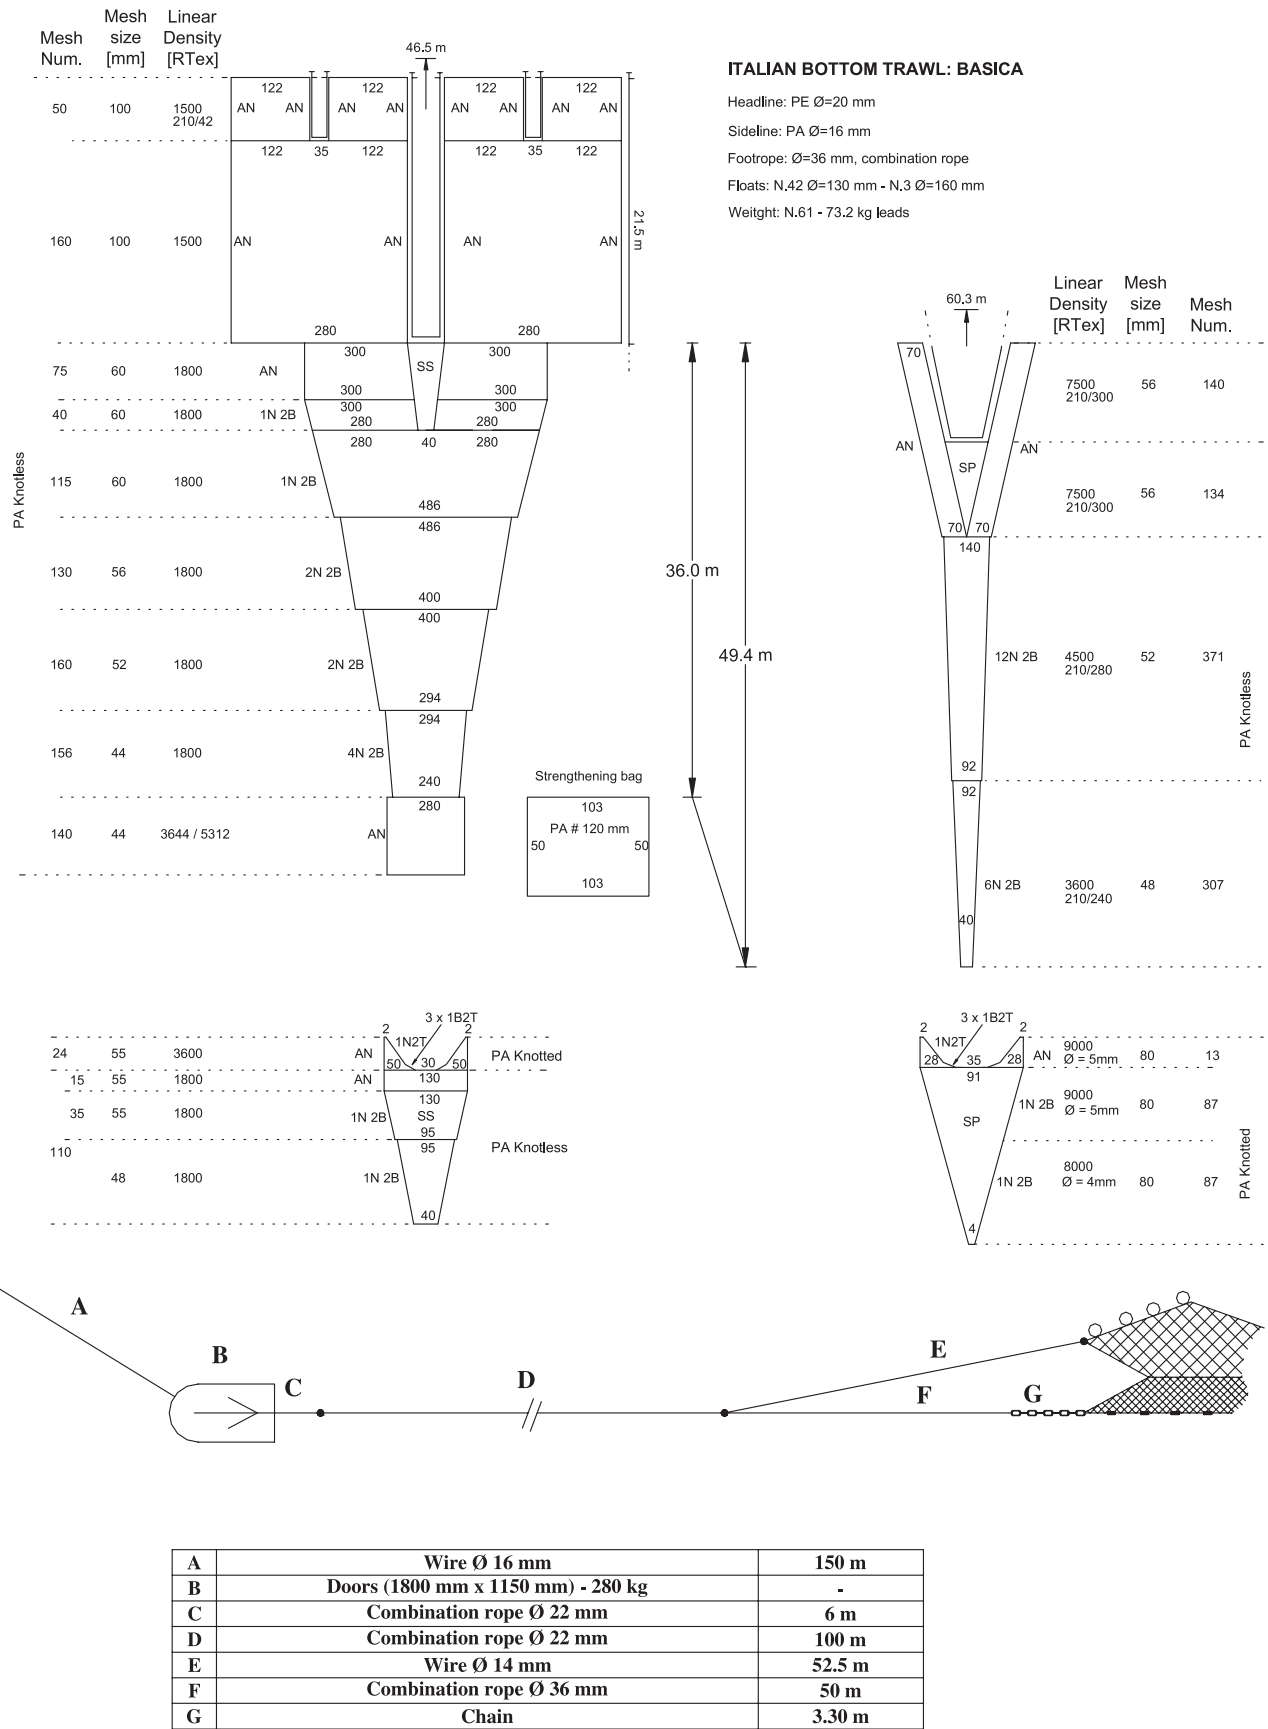 Mesh Num.
Mesh size [mm]
Linear Density [RTex]
46.5 m
ITALIAN BOTTOM TRAWL: BASICA
Headline: PE Ø=20 mm
Sideline: PA Ø=16 mm
Footrope: Ø=36 mm, combination rope
Floats: N.42 Ø=130 mm - N.3 Ø=160 mm
Weitght: N.61 - 73.2 kg leads
122 122 122 122
50 100 1500 AN AN AN AN AN AN AN AN
210/42
122 35 122 122 35 122
21.5 m
160 100 1500 AN AN AN AN
280 280
300 300
75 60 1800 AN SS
300 300
300 300
40 60 1800 1N 2B
280 280
280 40 280
115 60 1800 1N 2B
486
486
130 56 1800 2N 2B
400
400
160 52 1800 2N 2B
294
294
156 44 1800 4N 2B
240
280
140 44 3644 / 5312 AN
PA Knotless
Strengthening bag
103
PA # 120 mm
50 50
103
36.0 m
49.4 m
Linear Density [RTex]
Mesh size [mm]
Mesh Num.
60.3 m
70
7500 56 140
210/300
AN AN
SP
7500 56 134
210/300
70 70
140
12N 2B 4500 52 371
210/280
92
92
6N 2B 3600 48 307
210/240
40
PA Knotless
3 x 1B2T
2 2
1N2T
24 55 3600 AN PA Knotted
50 30 50
15 55 1800 AN
130
130
35 55 1800 1N 2B SS
95
110 95 PA Knotless
48 1800 1N 2B
40
3 x 1B2T
2 2
1N2T
28 35 28
AN 9000 80 13
Ø = 5mm
91
1N 2B 9000 80 87
Ø = 5mm
SP
1N 2B 8000 80 87
Ø = 4mm
4
PA Knotted
A
B
C
D
E
F
G
A Wire Ø 16 mm 150 m
B Doors (1800 mm x 1150 mm) - 280 kg -
C Combination rope Ø 22 mm 6 m
D Combination rope Ø 22 mm 100 m
E Wire Ø 14 mm 52.5 m
F Combination rope Ø 36 mm 50 m
G Chain 3.30 m